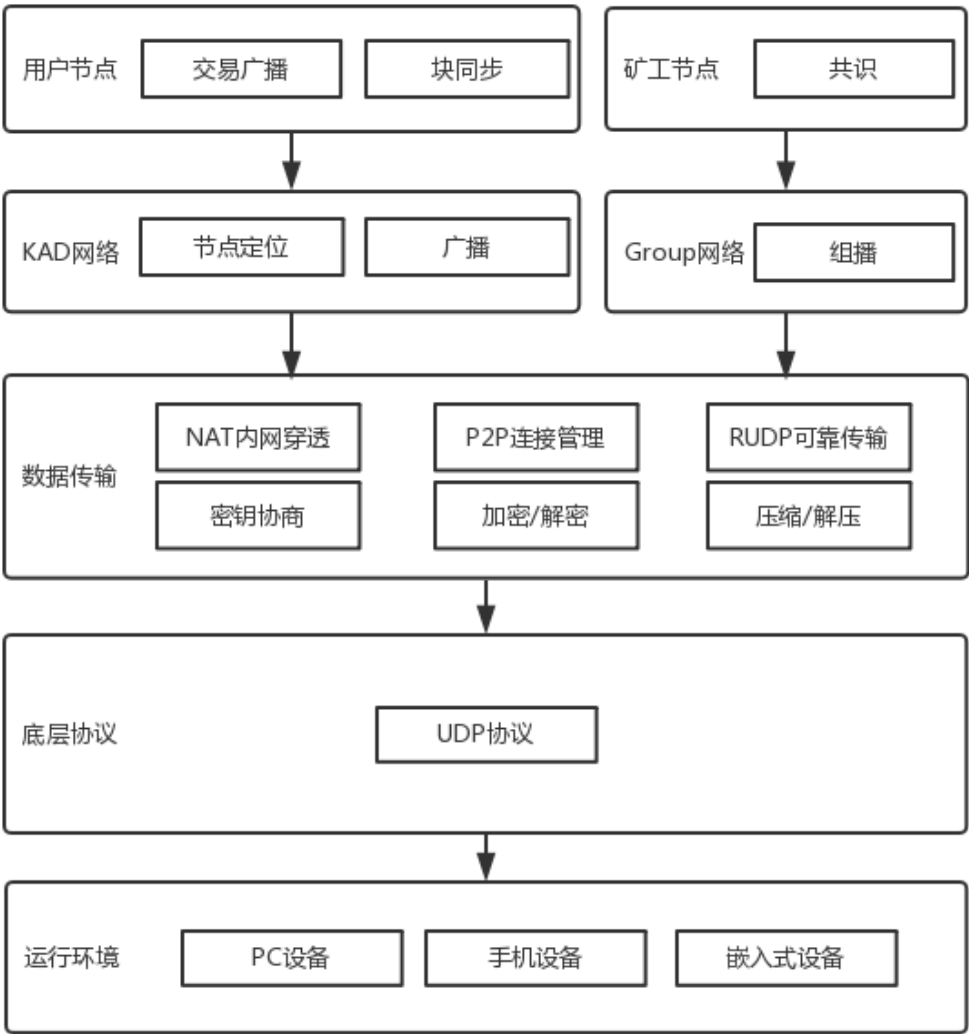 用户节点
交易广播
块同步
矿工节点
共识
KAD网络
节点定位
广播
Group网络
组播
数据传输
NAT内网穿透
P2P连接管理
RUDP可靠传输
密钥协商
加密/解密
压缩/解压
底层协议
UDP协议
运行环境
PC设备
手机设备
嵌入式设备